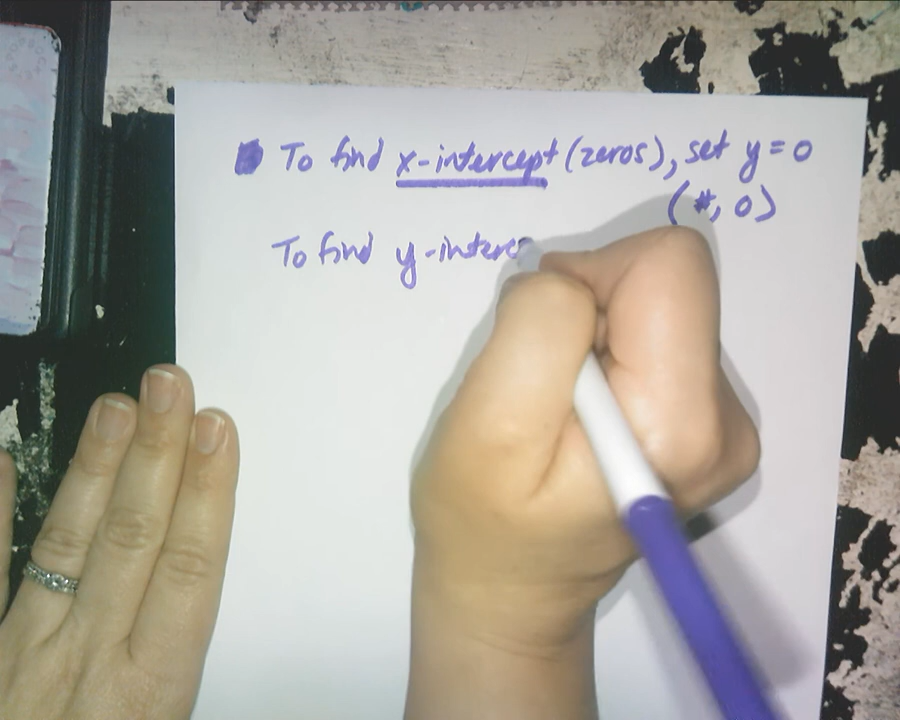 To find x-intercept (zeros), set y = 0
(#, 0)
To find y-interc